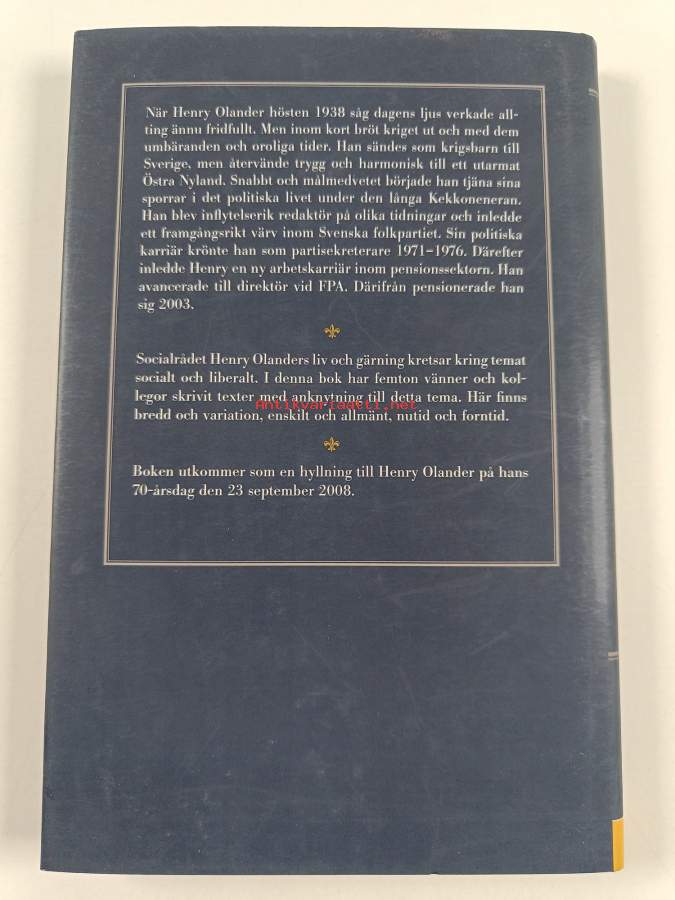 När Henry Olander hösten 1938 såg dagens ljus verkade all-
ting ännu fridfullt. Men inom kort bröt kriget ut och med dem
umbäranden och oroliga tider. Han sändes som krigsbarn till
Sverige, men återvände trygg och harmonisk till ett utarmat
Östra Nyland. Snabbt och målmedvetet började han tjäna sina
sporrar i det politiska livet under den långa Kekkoneneran.
Han blev inflytelserik redaktör på olika tidningar och inledde
ett framgångsrikt värv inom Svenska folkpartiet. Sin politiska
karriär krönte han som partisekreterare 1971–1976. Därefter
inledde Henry en ny arbetskarriär inom pensionssektorn. Han
avancerade till direktör vid FPA. Därifrån pensionerade han
sig 2003.
Socialrådet Henry Olanders liv och gärning kretsar kring temat
socialt och liberalt. I denna bok har femton vänner och kol-
legor skrivit texter med anknytning till detta tema. Här finns
Antikvariaatti.net
bredd och variation, enskilt och allmänt, nutid och forntid.
Boken utkommer som en hyllning till Henry Olander på hans
70-årsdag den 23 september 2008.